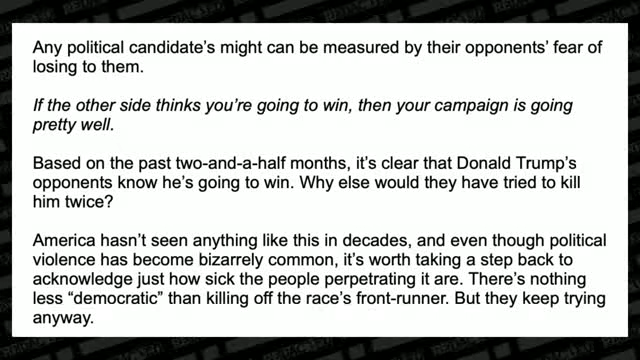 Any political candidate's might can be measured by their opponents' fear of
losing to them.
If the other side thinks you're going to win, then your campaign is going
pretty well.
Based on the past two-and-a-half months, it's clear that Donald Trump's
opponents know he's going to win. Why else would they have tried to kill
him twice?
America hasn't seen anything like this in decades, and even though political
violence has become bizarrely common, it's worth taking a step back to
acknowledge just how sick the people perpetrating it are. There's nothing
less “democratic” than killing off the race's front-runner. But they keep trying
anyway.